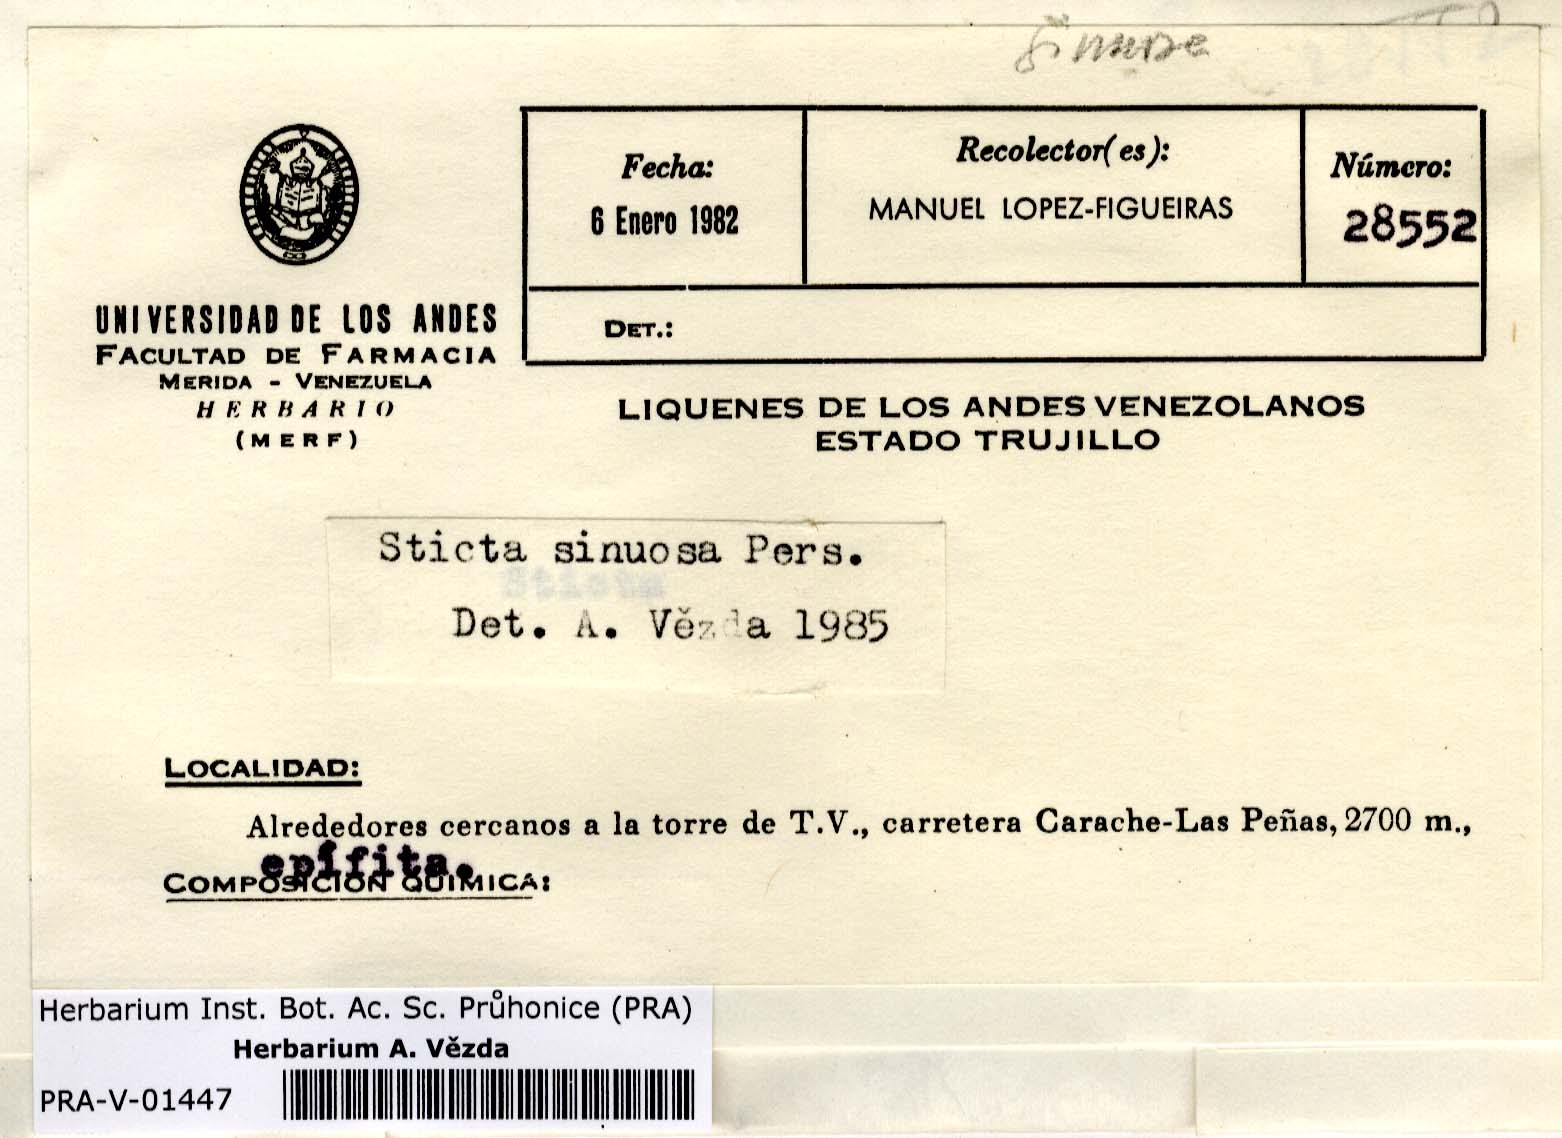 Fecha:
6 Enero 1982
Recolector(es):
MANUEL LOPEZ-FIGUEIRAS
Número:
28552
DET.:
UNIVERSIDAD DE LOS ANDES
FACULTAD DE FARMACIA
MERIDA - VENEZUELA
HERBARIO
(MERF)
LIQUENES DE LOS ANDES VENEZOLANOS
ESTADO TRUJILLO
Sticta sinuosa Pers.
Sticta
Det. A. Vězda 1985
LOCALIDAD:
Alrededores cercanos a la torre de T.V., carretera Carache-Las Peñas, 2700 m.,
epífita.
COMPOSICIÓN QUIMICA:
Herbarium Inst. Bot. Ac. Sc. Průhonice (PRA)
Herbarium A. Vězda
PRA-V-01447